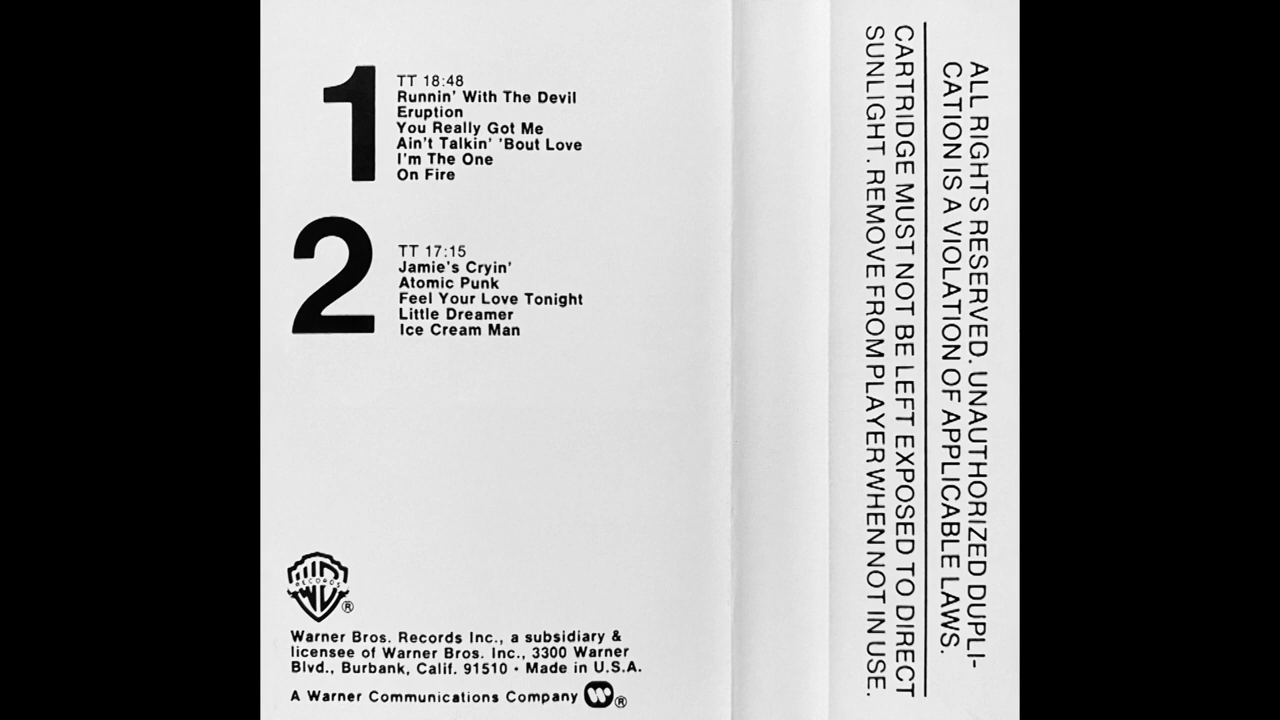 1
TT 18:48
Runnin' With The Devil
Eruption
You Really Got Me
Ain't Talkin' 'Bout Love
I'm The One
On Fire
2
TT 17:15
Jamie's Cryin'
Atomic Punk
Feel Your Love Tonight
Little Dreamer
Ice Cream Man
WB
RECORDS
®
Warner Bros. Records Inc., a subsidiary &
licensee of Warner Bros. Inc., 3300 Warner
Blvd., Burbank, Calif. 91510 • Made in U.S.A.
A Warner Communications Company W ®
ALL RIGHTS RESERVED. UNAUTHORIZED DUPLI-
CATION IS A VIOLATION OF APPLICABLE LAWS.
CARTRIDGE MUST NOT BE LEFT EXPOSED TO DIRECT
SUNLIGHT. REMOVE FROM PLAYER WHEN NOT IN USE.